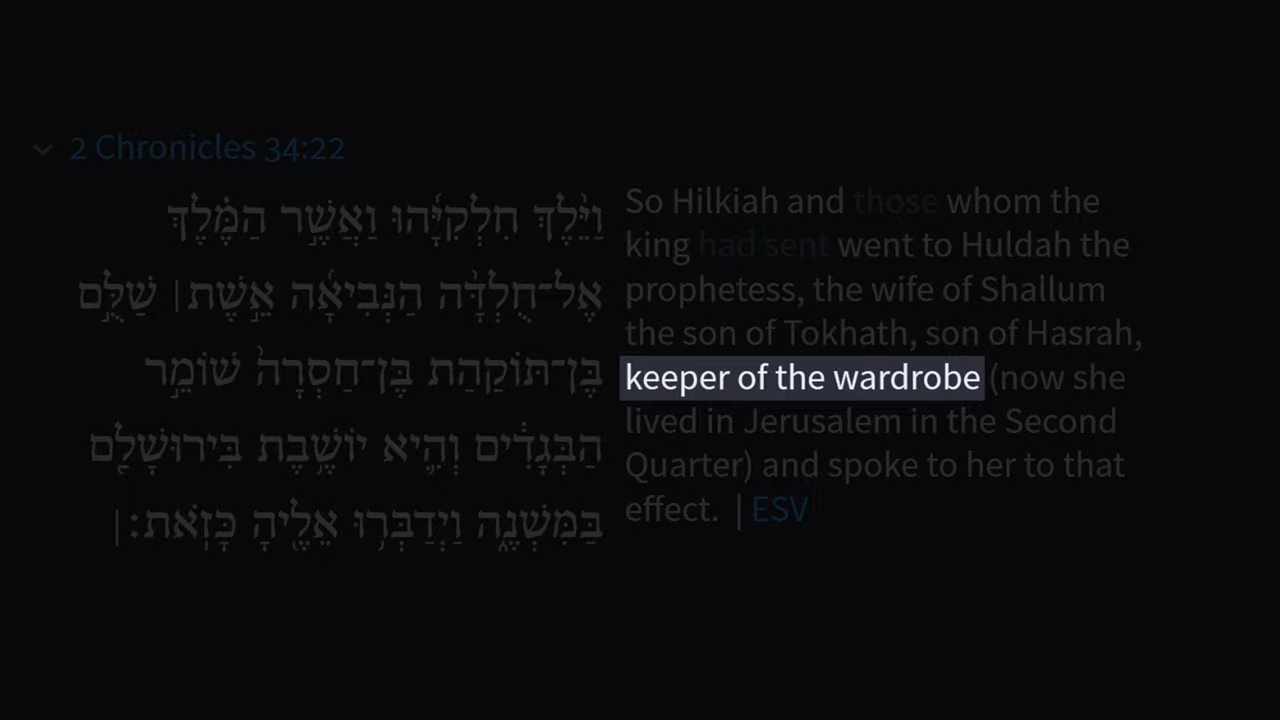 2 Chronicles 34:22
וַיֵּ֨לֶךְ חִלְקִיָּ֜הוּ וַאֲשֶׁ֣ר הַמֶּ֗לֶךְ
אֶל־חֻלְדָּ֨ה הַנְּבִיאָ֜ה אֵ֣שֶׁת׀ שַׁלֻּ֣ם
בֶּן־תּוֹקַהַת בֶּן־חַסְרָה֙ שׁוֹמֵ֣ר
הַבְּגָדִ֔ים וְהִ֛יא יוֹשֶׁ֥בֶת בִּירוּשָׁלִַ֖ם
בַּמִּשְׁנֶ֑ה וַיְדַבְּר֥וּ אֵלֶ֖יהָ כָּזֹֽאת׃ |
So Hilkiah and those whom the
king had sent went to Huldah the
prophetess, the wife of Shallum
the son of Tokhath, son of Hasrah,
keeper of the wardrobe (now she
lived in Jerusalem in the Second
Quarter) and spoke to her to that
effect. | ESV